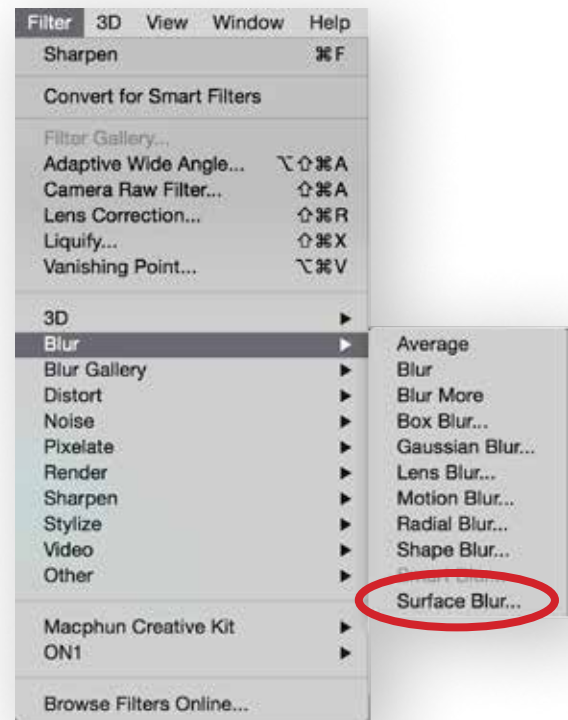 Filter 3D View Window Help
Sharpen ⌘F
Convert for Smart Filters
Filter Gallery...
Adaptive Wide Angle... ⌥⇧⌘A
Camera Raw Filter... ⇧⌘A
Lens Correction... ⇧⌘R
Liquify... ⇧⌘X
Vanishing Point... ⌥⌘V
3D
Blur
Blur Gallery
Distort
Noise
Pixelate
Render
Sharpen
Stylize
Video
Other
Macphun Creative Kit
ON1
Browse Filters Online...
Average
Blur
Blur More
Box Blur...
Gaussian Blur...
Lens Blur...
Motion Blur...
Radial Blur...
Shape Blur...
Smart Blur...
Surface Blur...